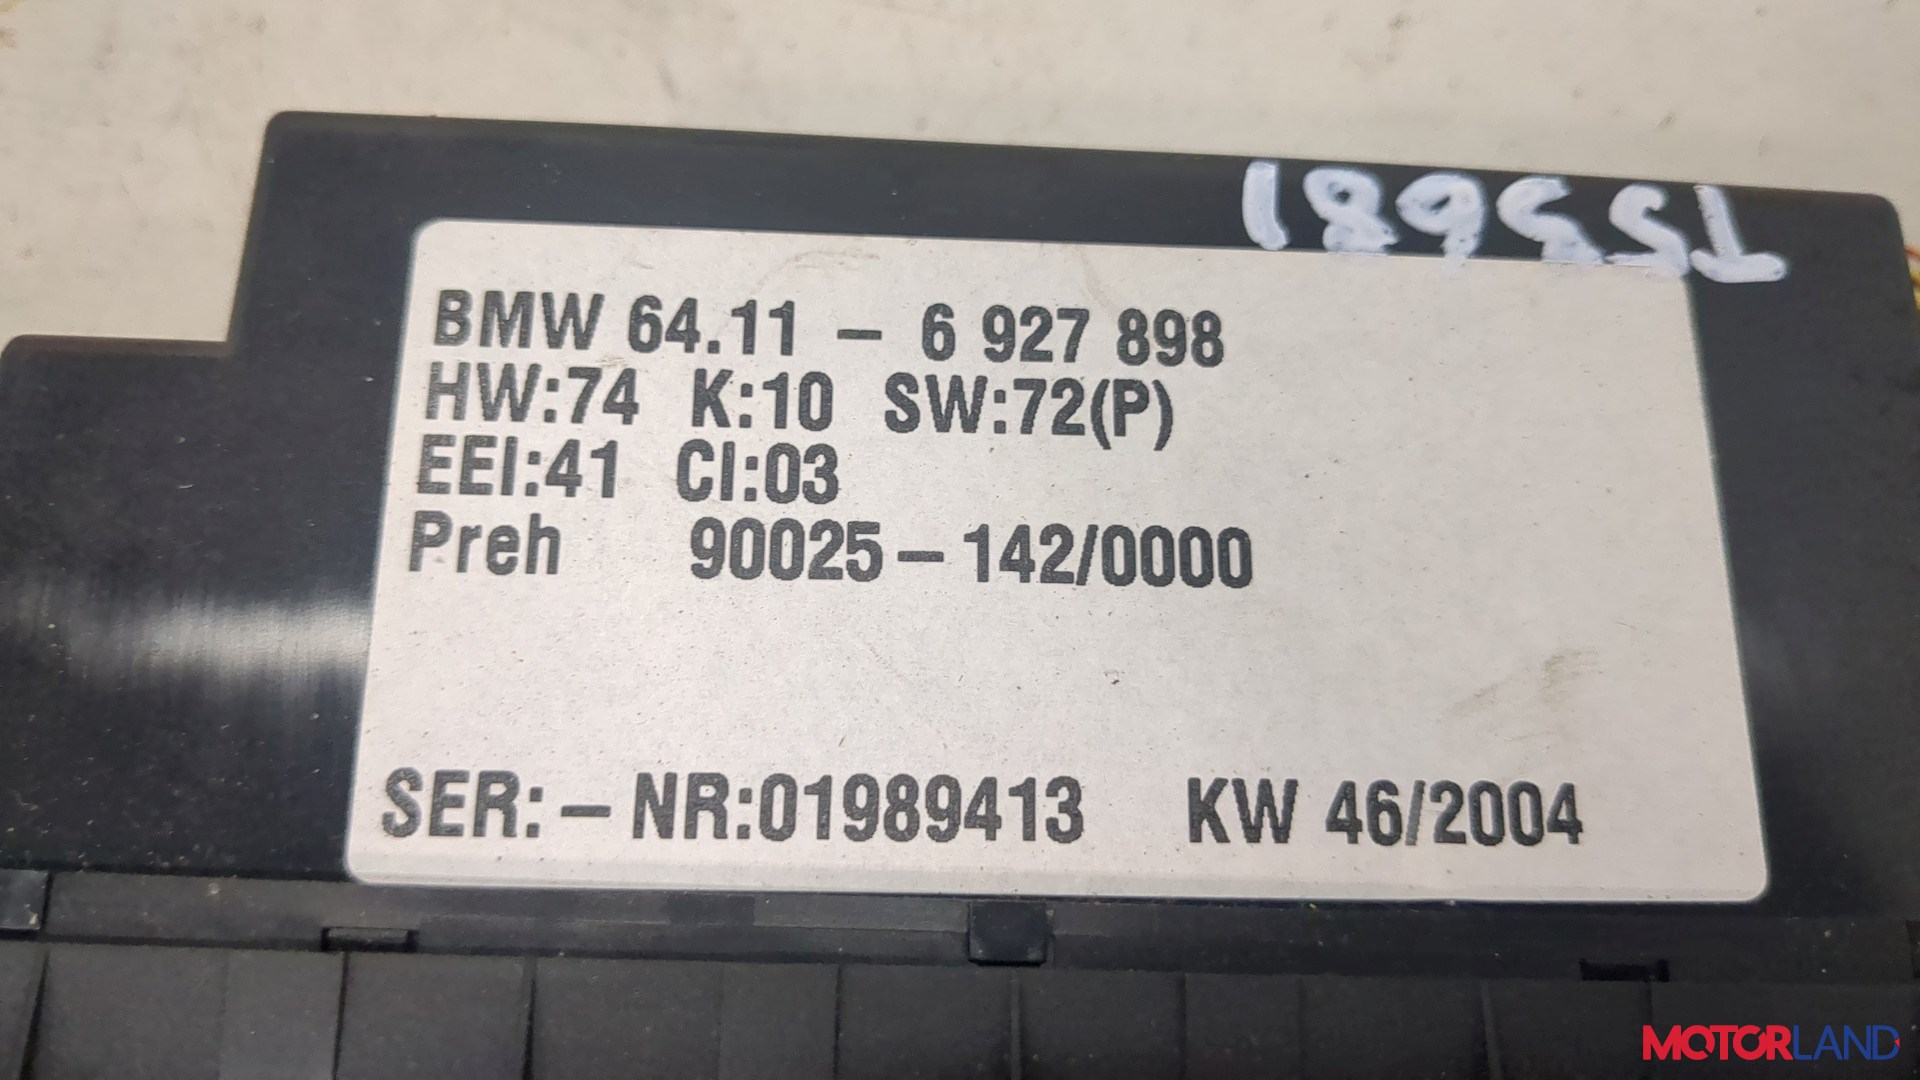 BMW 64.11 – 6 927 898
HW:74 K:10 SW:72(P)
EEI:41 CI:03
Preh 90025–142/0000
SER:–NR:01989413 KW 46/2004
MOTORLAND